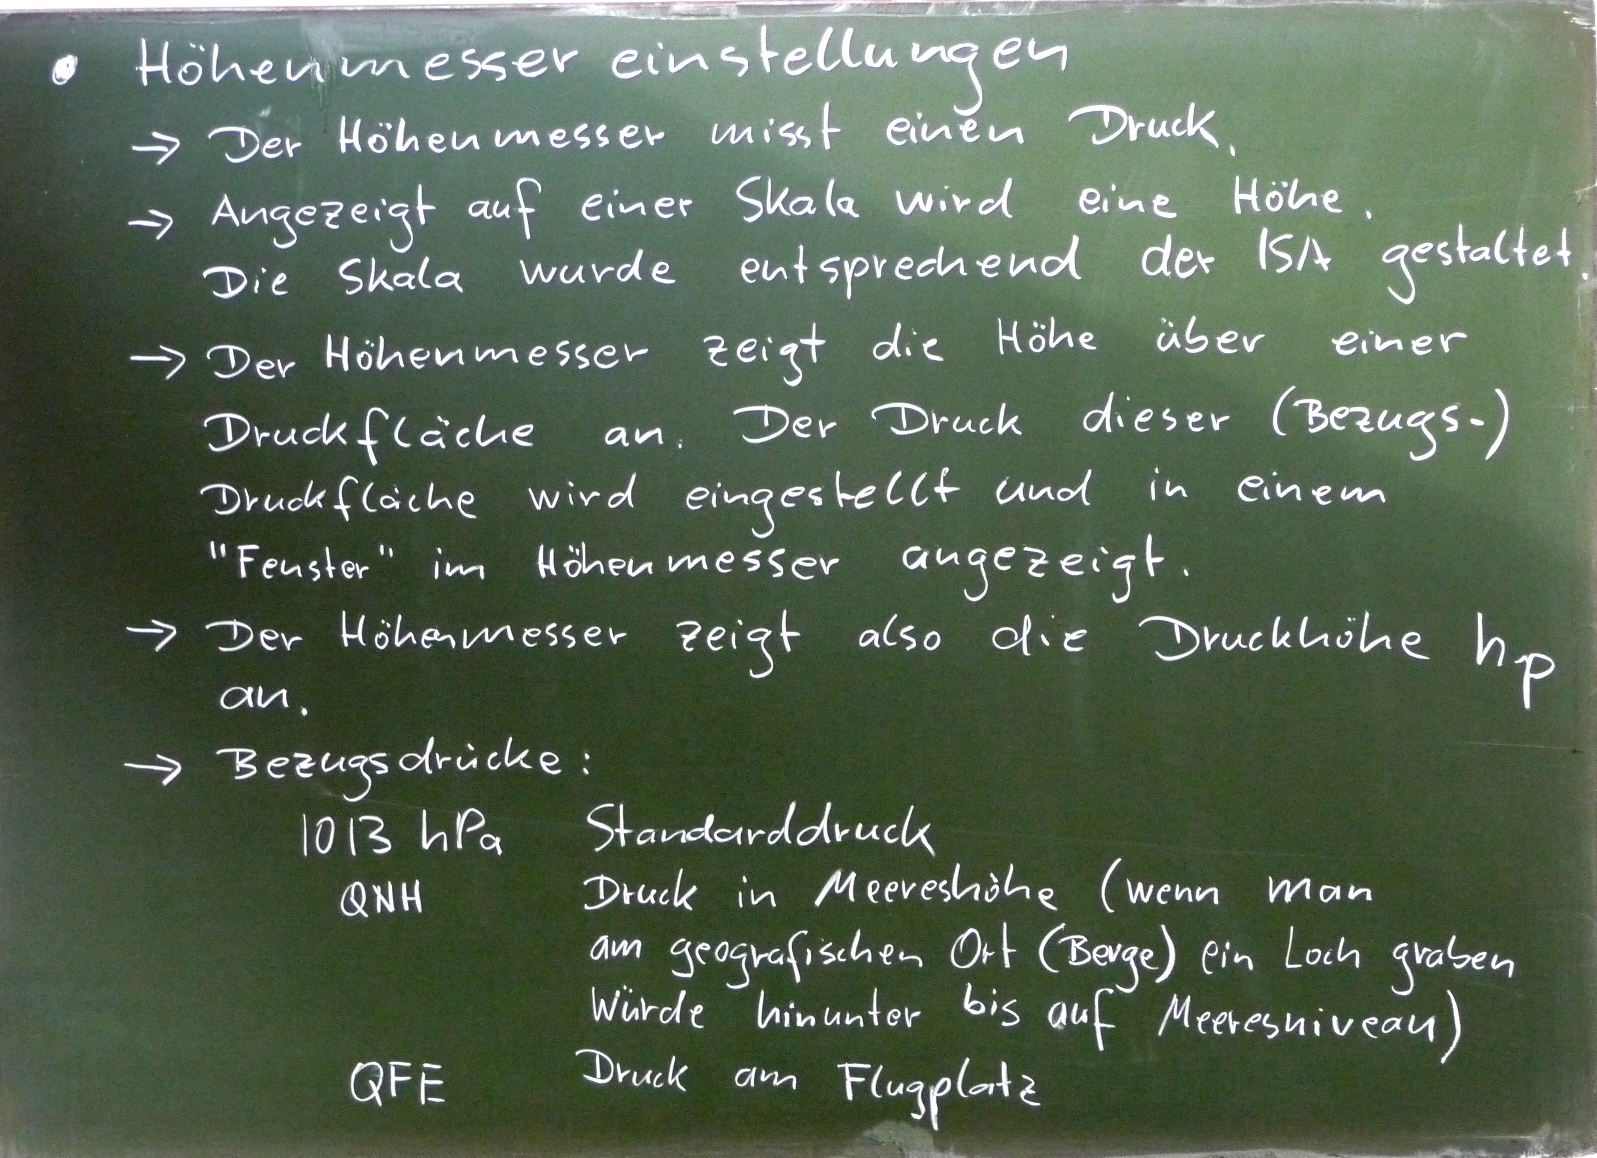 • Höhenmessereinstellungen
→ Der Höhenmesser misst einen Druck.
→ Angezeigt auf einer Skala wird eine Höhe.
Die Skala wurde entsprechend der ISA gestaltet.
→ Der Höhenmesser zeigt die Höhe über einer
Druckfläche an. Der Druck dieser (Bezugs-)
Druckfläche wird eingestellt und in einem
"Fenster" im Höhenmesser angezeigt.
→ Der Höhenmesser zeigt also die Druckhöhe hp
an.
→ Bezugsdrücke:
1013 hPa Standarddruck
QNH Druck in Meereshöhe (wenn man
am geografischen Ort (Berge) ein Loch graben
würde hinunter bis auf Meeresniveau)
QFE Druck am Flugplatz